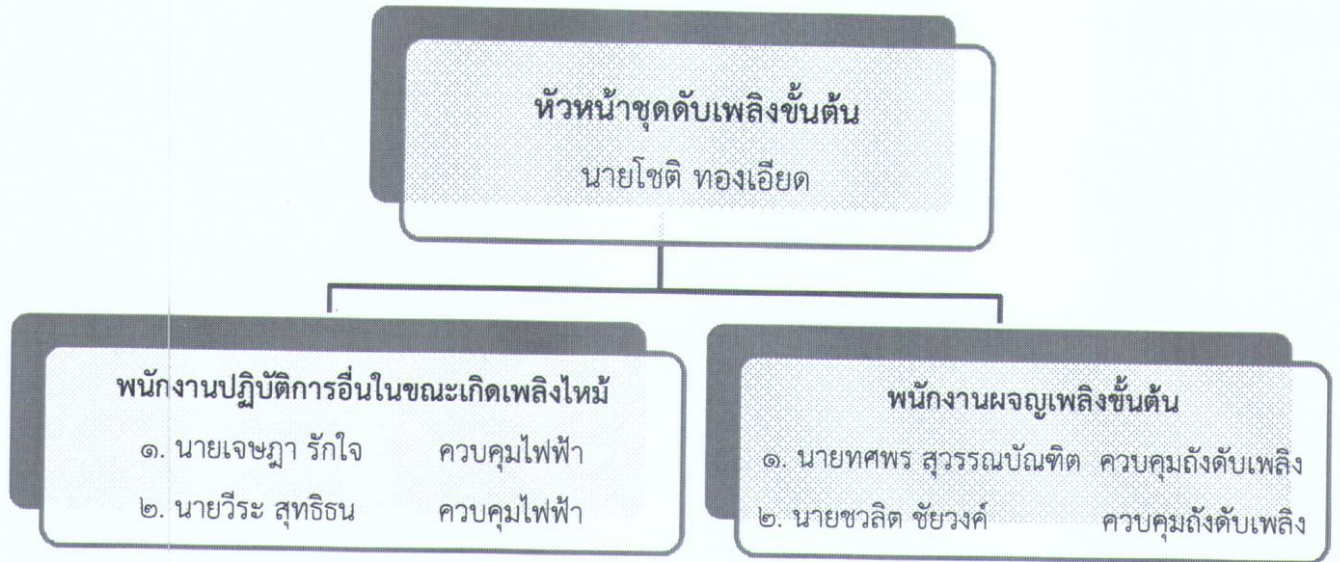 หัวหน้าชุดดับเพลิงขั้นต้น
นายโชติ ทองเอียด
พนักงานปฏิบัติการอื่นในขณะเกิดเพลิงไหม้
๑. นายเจษฎา รักใจ ควบคุมไฟฟ้า
๒. นายวีระ สุทธิธน ควบคุมไฟฟ้า
พนักงานผจญเพลิงขั้นต้น
๑. นายทศพร สุวรรณบัณฑิต ควบคุมถังดับเพลิง
๒. นายชวลิต ชัยวงค์ ควบคุมถังดับเพลิง